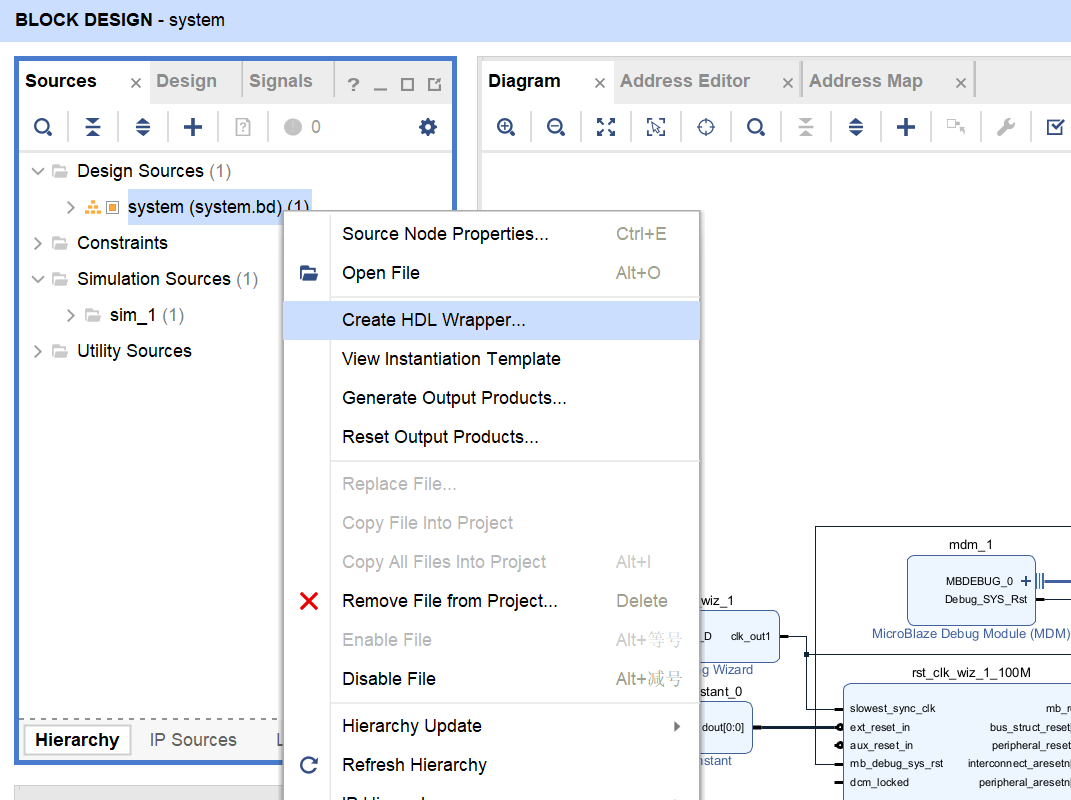 BLOCK DESIGN - system
Sources
Design
Signals
?
Diagram
Address Editor
Address Map
0
Design Sources (1)
system (system.bd) (1)
Constraints
Simulation Sources (1)
sim_1 (1)
Utility Sources
Hierarchy
IP Sources
Source Node Properties... Ctrl+E
Open File Alt+O
Create HDL Wrapper...
View Instantiation Template
Generate Output Products...
Reset Output Products...
Replace File...
Copy File Into Project
Copy All Files Into Project Alt+I
Remove File from Project... Delete
Enable File Alt+等号
Disable File Alt+减号
Hierarchy Update
Refresh Hierarchy
mdm_1
MBDEBUG_0
Debug_SYS_Rst
MicroBlaze Debug Module (MDM)
wiz_1
_D clk_out1
g Wizard
stant_0
dout[0:0]
nstant
rst_clk_wiz_1_100M
slowest_sync_clk mb_re
ext_reset_in bus_struct_reset
aux_reset_in peripheral_reset
mb_debug_sys_rst interconnect_aresetn
dcm_locked peripheral_aresetn